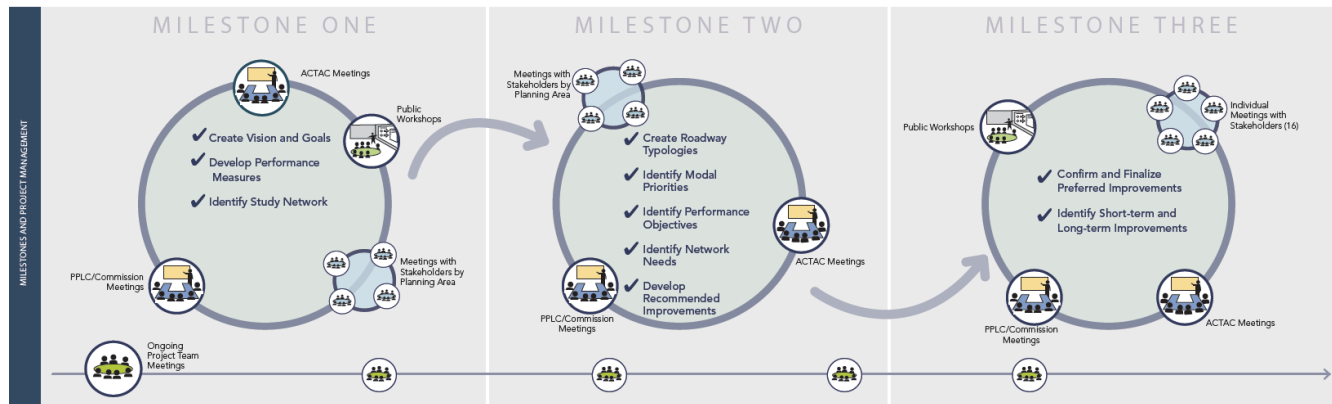 MILESTONES AND PROJECT MANAGEMENT
MILESTONE ONE
ACTAC Meetings
Public
Workshops
✔ Create Vision and Goals
✔ Develop Performance
Measures
✔ Identify Study Network
PPLC/Commission
Meetings
Meetings with
Stakeholders by
Planning Area
Ongoing
Project Team
Meetings
MILESTONE TWO
Meetings with
Stakeholders by
Planning Area
✔ Create Roadway
Typologies
✔ Identify Modal
Priorities
✔ Identify Performance
Objectives
✔ Identify Network
Needs
✔ Develop
Recommended
Improvements
ACTAC Meetings
PPLC/Commission
Meetings
MILESTONE THREE
Public Workshops
Individual
Meetings with
Stakeholders (16)
✔ Confirm and Finalize
Preferred Improvements
✔ Identify Short-term and
Long-term Improvements
PPLC/Commission
Meetings
ACTAC Meetings